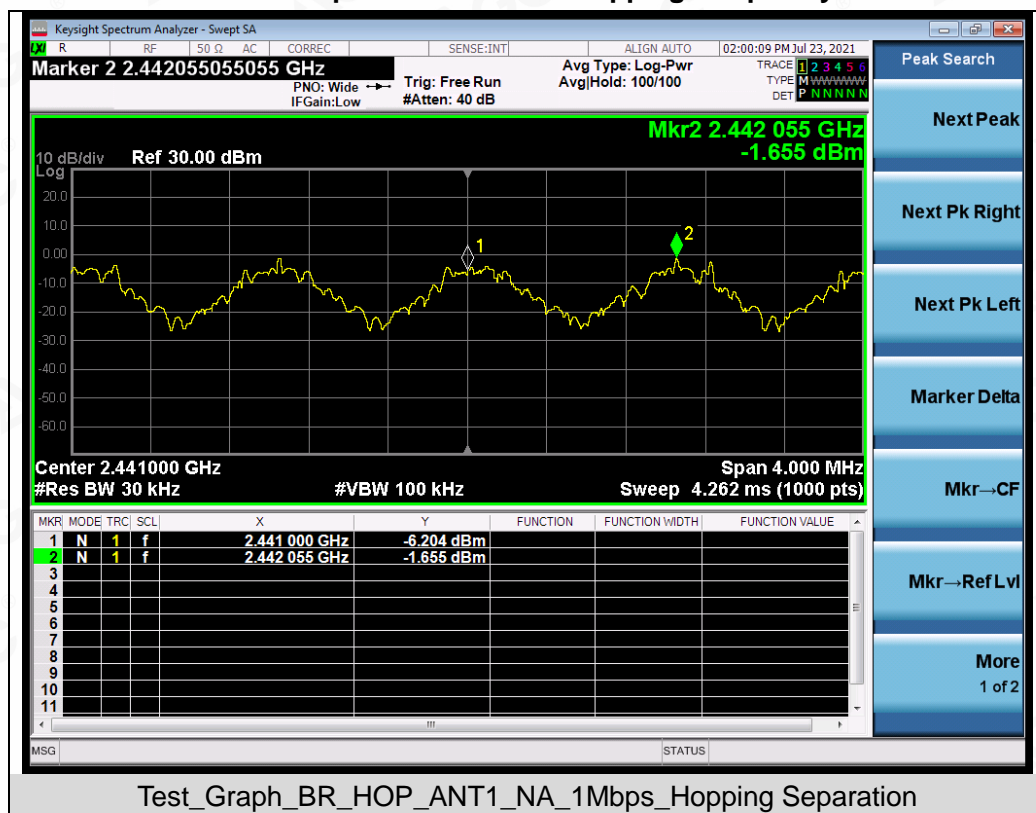 Keysight Spectrum Analyzer - Swept SA
LXI R RF 50 Ω AC CORREC SENSE:INT ALIGN AUTO 02:00:09 PM Jul 23, 2021
Marker 2 2.442055055055 GHz
PNO: Wide
IFGain:Low
Trig: Free Run
#Atten: 40 dB
Avg Type: Log-Pwr
Avg|Hold: 100/100
TRACE 1 2 3 4 5 6
TYPE M WWWWW
DET P N N N N N
Mkr2 2.442 055 GHz
-1.655 dBm
10 dB/div Ref 30.00 dBm
Log
20.0
10.0
0.00
-10.0
-20.0
-30.0
-40.0
-50.0
-60.0
1
2
Center 2.441000 GHz Span 4.000 MHz
#Res BW 30 kHz #VBW 100 kHz Sweep 4.262 ms (1000 pts)
MKR MODE TRC SCL X Y FUNCTION FUNCTION WIDTH FUNCTION VALUE
1 N 1 f 2.441 000 GHz -6.204 dBm
2 N 1 f 2.442 055 GHz -1.655 dBm
3
4
5
6
7
8
9
10
11
MSG STATUS
Peak Search
Next Peak
Next Pk Right
Next Pk Left
Marker Delta
Mkr→CF
Mkr→Ref Lvl
More
1 of 2
Test_Graph_BR_HOP_ANT1_NA_1Mbps_Hopping Separation